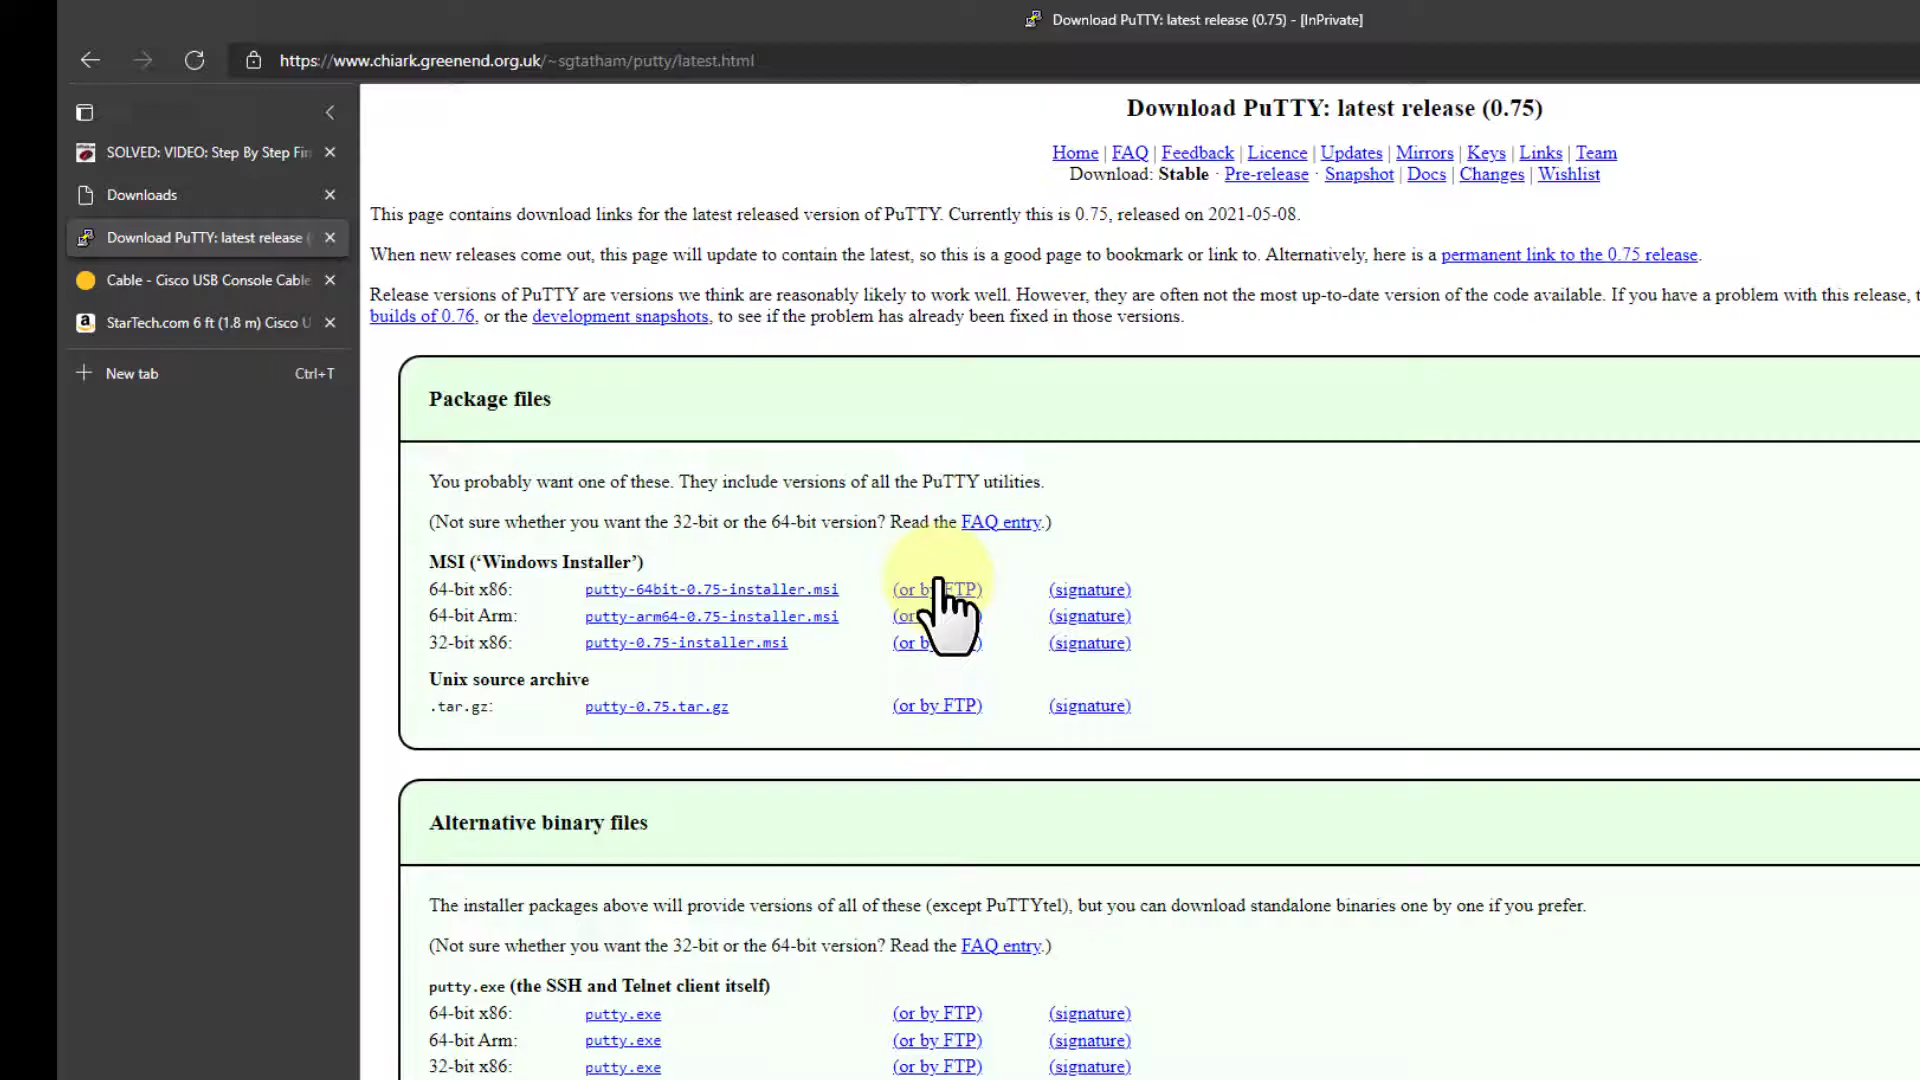 Download PuTTY: latest release (0.75) - [InPrivate]
https://www.chiark.greenend.org.uk/~sgtatham/putty/latest.html
SOLVED: VIDEO: Step By Step Fir
Downloads
Download PuTTY: latest release (
Cable - Cisco USB Console Cable
StarTech.com 6 ft (1.8 m) Cisco U
New tab Ctrl+T
Download PuTTY: latest release (0.75)
Home | FAQ | Feedback | Licence | Updates | Mirrors | Keys | Links | Team
Download: Stable · Pre-release · Snapshot | Docs | Changes | Wishlist
This page contains download links for the latest released version of PuTTY. Currently this is 0.75, released on 2021-05-08.
When new releases come out, this page will update to contain the latest, so this is a good page to bookmark or link to. Alternatively, here is a permanent link to the 0.75 release.
Release versions of PuTTY are versions we think are reasonably likely to work well. However, they are often not the most up-to-date version of the code available. If you have a problem with this release,
builds of 0.76, or the development snapshots, to see if the problem has already been fixed in those versions.
Package files
You probably want one of these. They include versions of all the PuTTY utilities.
(Not sure whether you want the 32-bit or the 64-bit version? Read the FAQ entry.)
MSI (‘Windows Installer’)
64-bit x86: putty-64bit-0.75-installer.msi (or by FTP) (signature)
64-bit Arm: putty-arm64-0.75-installer.msi (or (signature)
32-bit x86: putty-0.75-installer.msi (or b (signature)
Unix source archive
.tar.gz: putty-0.75.tar.gz (or by FTP) (signature)
Alternative binary files
The installer packages above will provide versions of all of these (except PuTTYtel), but you can download standalone binaries one by one if you prefer.
(Not sure whether you want the 32-bit or the 64-bit version? Read the FAQ entry.)
putty.exe (the SSH and Telnet client itself)
64-bit x86: putty.exe (or by FTP) (signature)
64-bit Arm: putty.exe (or by FTP) (signature)
32-bit x86: putty.exe (or by FTP) (signature)